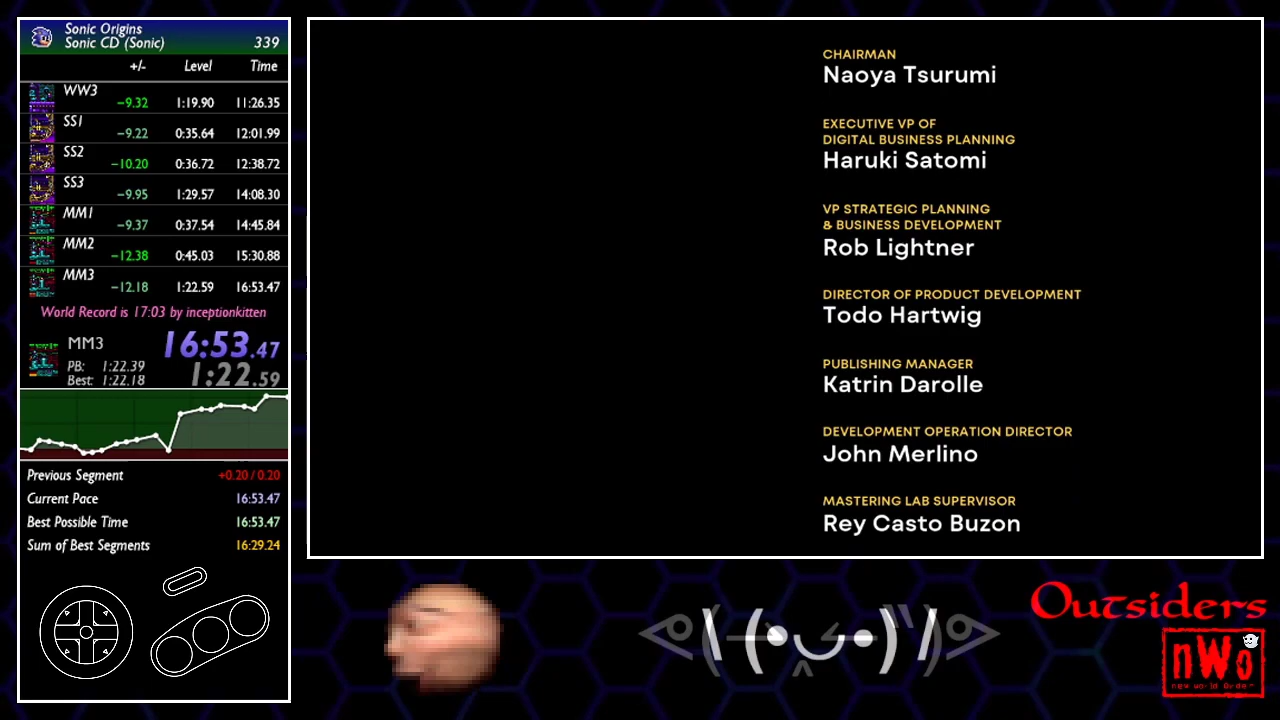 Sonic Origins
Sonic CD (Sonic) 339
+/- Level Time
WW3 -9.32 1:19.90 11:26.35
SS1 -9.22 0:35.64 12:01.99
SS2 -10.20 0:36.72 12:38.72
SS3 -9.95 1:29.57 14:08.30
MM1 -9.37 0:37.54 14:45.84
MM2 -12.38 0:45.03 15:30.88
MM3 -12.18 1:22.59 16:53.47
World Record is 17:03 by inceptionkitten
MM3 16:53.47
PB: 1:22.39
Best: 1:22.18
1:22.59
Previous Segment +0.20 / 0.20
Current Pace 16:53.47
Best Possible Time 16:53.47
Sum of Best Segments 16:29.24
CHAIRMAN
Naoya Tsurumi
EXECUTIVE VP OF
DIGITAL BUSINESS PLANNING
Haruki Satomi
VP STRATEGIC PLANNING
& BUSINESS DEVELOPMENT
Rob Lightner
DIRECTOR OF PRODUCT DEVELOPMENT
Todo Hartwig
PUBLISHING MANAGER
Katrin Darolle
DEVELOPMENT OPERATION DIRECTOR
John Merlino
MASTERING LAB SUPERVISOR
Rey Casto Buzon
Outsiders
nWo
new world Order